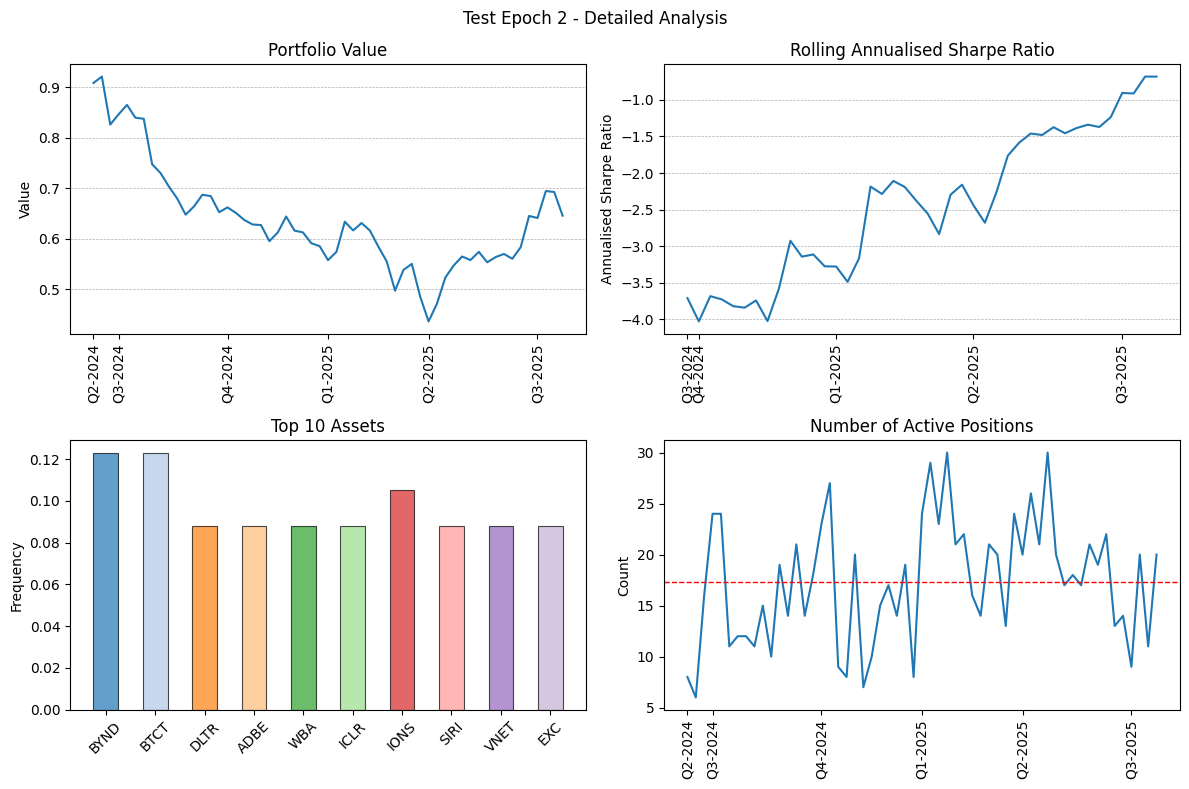 Test Epoch 2 - Detailed Analysis
Portfolio Value
Value
0.9
0.8
0.7
0.6
0.5
Q2-2024
Q3-2024
Q4-2024
Q1-2025
Q2-2025
Q3-2025
Rolling Annualised Sharpe Ratio
Annualised Sharpe Ratio
−1.0
−1.5
−2.0
−2.5
−3.0
−3.5
−4.0
Q3-2024
Q4-2024
Q1-2025
Q2-2025
Q3-2025
Top 10 Assets
Frequency
0.12
0.10
0.08
0.06
0.04
0.02
0.00
BYND
BTCT
DLTR
ADBE
WBA
ICLR
IONS
SIRI
VNET
EXC
Number of Active Positions
Count
30
25
20
15
10
5
Q2-2024
Q3-2024
Q4-2024
Q1-2025
Q2-2025
Q3-2025